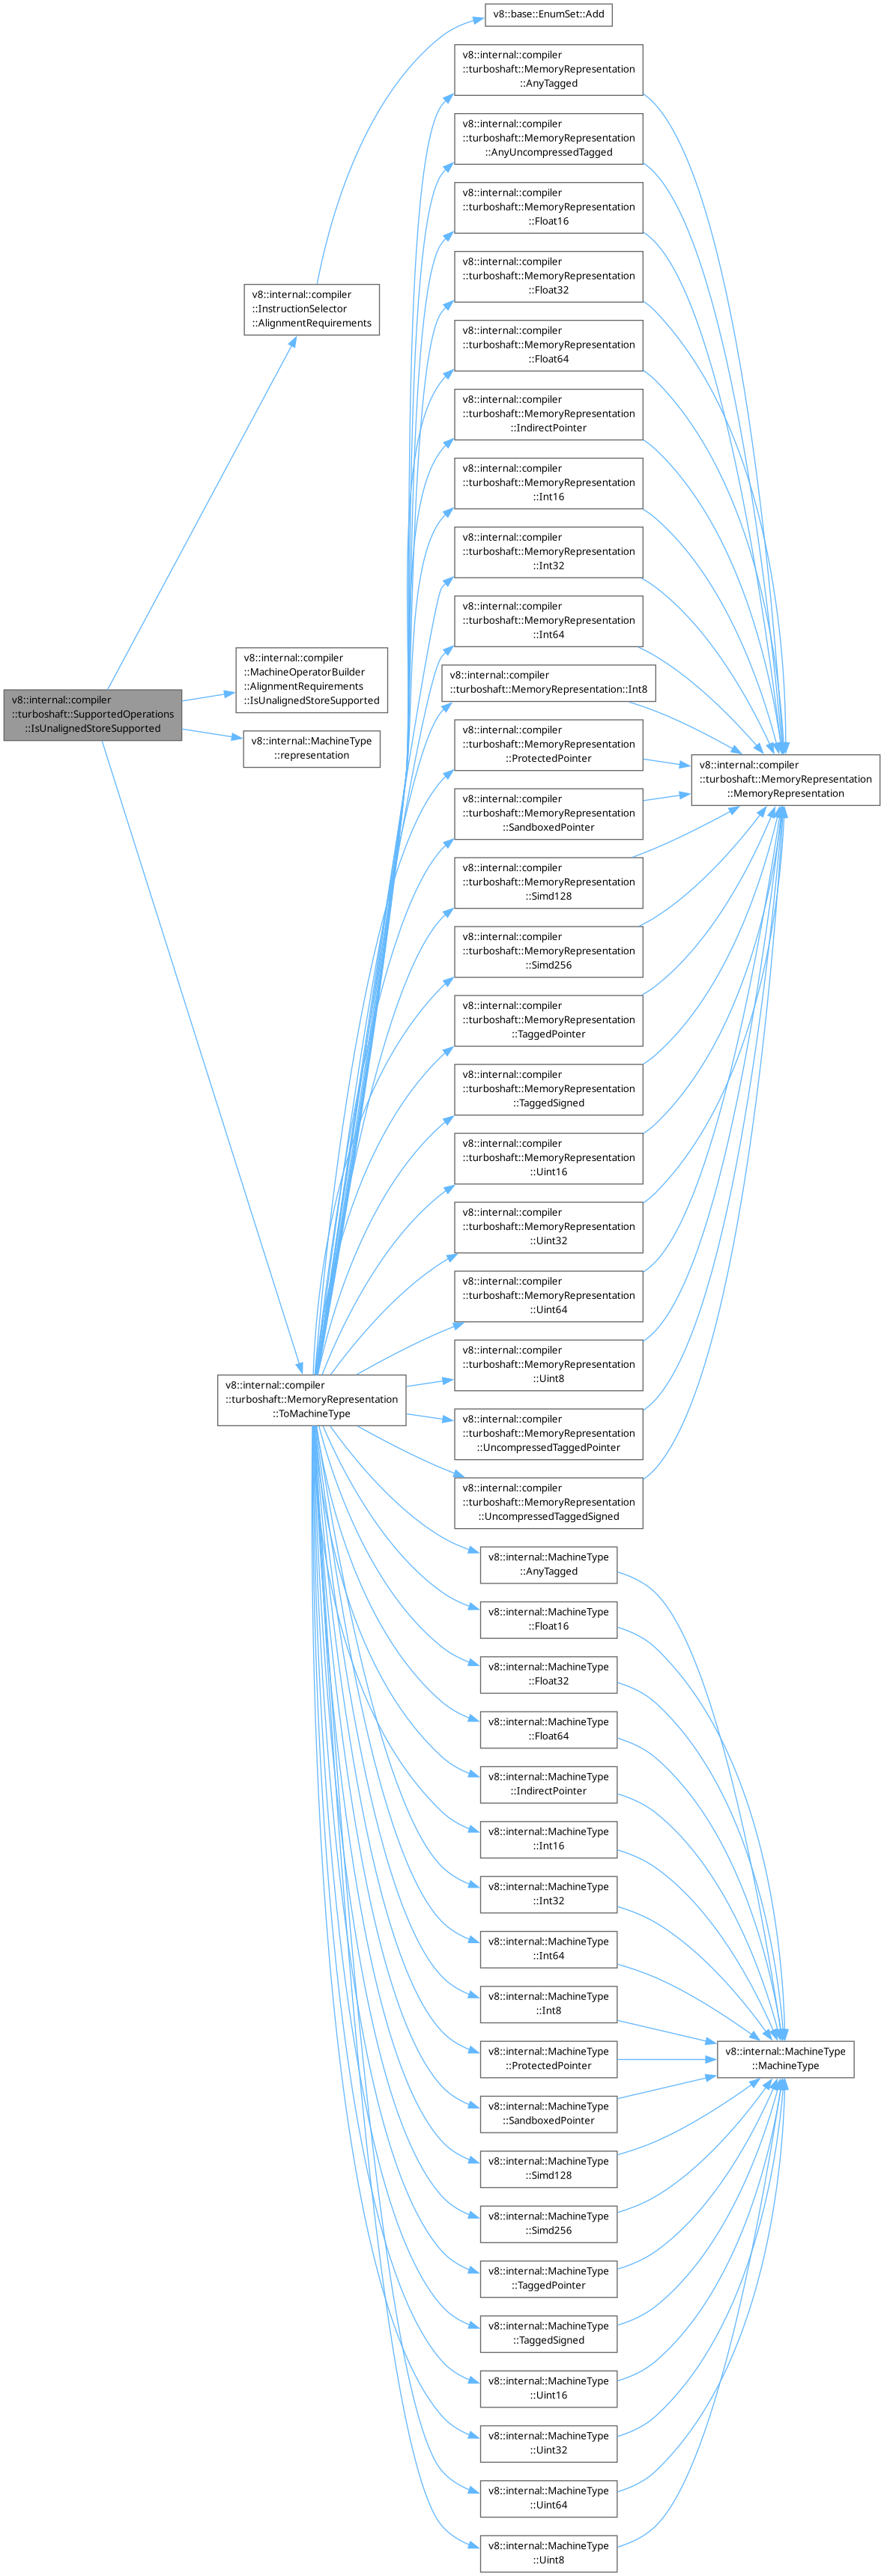 v8::base::EnumSet::Add
v8::internal::compiler
::turboshaft::MemoryRepresentation
::AnyTagged
v8::internal::compiler
::turboshaft::MemoryRepresentation
::AnyUncompressedTagged
v8::internal::compiler
::turboshaft::MemoryRepresentation
::Float16
v8::internal::compiler
::turboshaft::MemoryRepresentation
::Float32
v8::internal::compiler
::InstructionSelector
::AlignmentRequirements
v8::internal::compiler
::turboshaft::MemoryRepresentation
::Float64
v8::internal::compiler
::turboshaft::MemoryRepresentation
::IndirectPointer
v8::internal::compiler
::turboshaft::MemoryRepresentation
::Int16
v8::internal::compiler
::turboshaft::MemoryRepresentation
::Int32
v8::internal::compiler
::turboshaft::MemoryRepresentation
::Int64
v8::internal::compiler
::MachineOperatorBuilder
::AlignmentRequirements
::IsUnalignedStoreSupported
v8::internal::compiler
::turboshaft::MemoryRepresentation::Int8
v8::internal::compiler
::turboshaft::SupportedOperations
::IsUnalignedStoreSupported
v8::internal::MachineType
::representation
v8::internal::compiler
::turboshaft::MemoryRepresentation
::ProtectedPointer
v8::internal::compiler
::turboshaft::MemoryRepresentation
::MemoryRepresentation
v8::internal::compiler
::turboshaft::MemoryRepresentation
::SandboxedPointer
v8::internal::compiler
::turboshaft::MemoryRepresentation
::Simd128
v8::internal::compiler
::turboshaft::MemoryRepresentation
::Simd256
v8::internal::compiler
::turboshaft::MemoryRepresentation
::TaggedPointer
v8::internal::compiler
::turboshaft::MemoryRepresentation
::TaggedSigned
v8::internal::compiler
::turboshaft::MemoryRepresentation
::Uint16
v8::internal::compiler
::turboshaft::MemoryRepresentation
::Uint32
v8::internal::compiler
::turboshaft::MemoryRepresentation
::Uint64
v8::internal::compiler
::turboshaft::MemoryRepresentation
::Uint8
v8::internal::compiler
::turboshaft::MemoryRepresentation
::ToMachineType
v8::internal::compiler
::turboshaft::MemoryRepresentation
::UncompressedTaggedPointer
v8::internal::compiler
::turboshaft::MemoryRepresentation
::UncompressedTaggedSigned
v8::internal::MachineType
::AnyTagged
v8::internal::MachineType
::Float16
v8::internal::MachineType
::Float32
v8::internal::MachineType
::Float64
v8::internal::MachineType
::IndirectPointer
v8::internal::MachineType
::Int16
v8::internal::MachineType
::Int32
v8::internal::MachineType
::Int64
v8::internal::MachineType
::Int8
v8::internal::MachineType
::ProtectedPointer
v8::internal::MachineType
::MachineType
v8::internal::MachineType
::SandboxedPointer
v8::internal::MachineType
::Simd128
v8::internal::MachineType
::Simd256
v8::internal::MachineType
::TaggedPointer
v8::internal::MachineType
::TaggedSigned
v8::internal::MachineType
::Uint16
v8::internal::MachineType
::Uint32
v8::internal::MachineType
::Uint64
v8::internal::MachineType
::Uint8